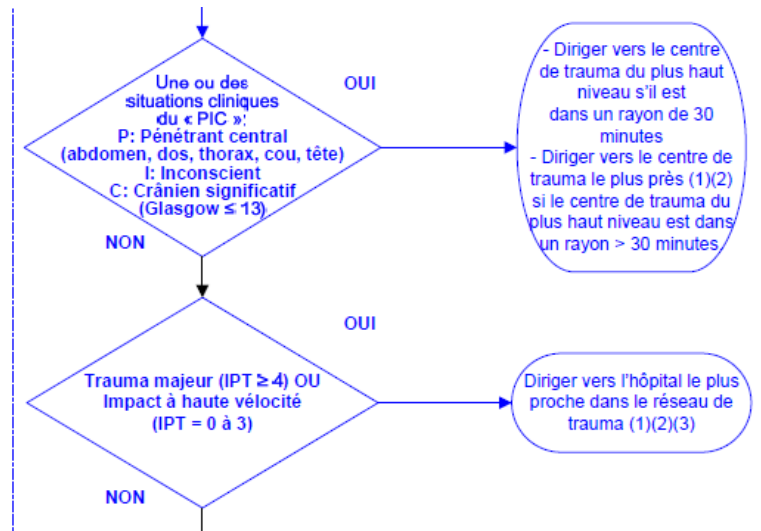 Une ou des
situations cliniques
du « PIC »:
P: Pénétrant central
(abdomen, dos, thorax, cou, tête)
I: Inconscient
C: Crânien significatif
(Glasgow ≤ 13)
OUI
- Diriger vers le centre
de trauma du plus haut
niveau s'il est
dans un rayon de 30
minutes
- Diriger vers le centre de
trauma le plus près (1)(2)
si le centre de trauma du
plus haut niveau est dans
un rayon > 30 minutes
NON
OUI
Trauma majeur (IPT ≥ 4) OU
Impact à haute vélocité
(IPT = 0 à 3)
Diriger vers l'hôpital le plus
proche dans le réseau de
trauma (1)(2)(3)
NON